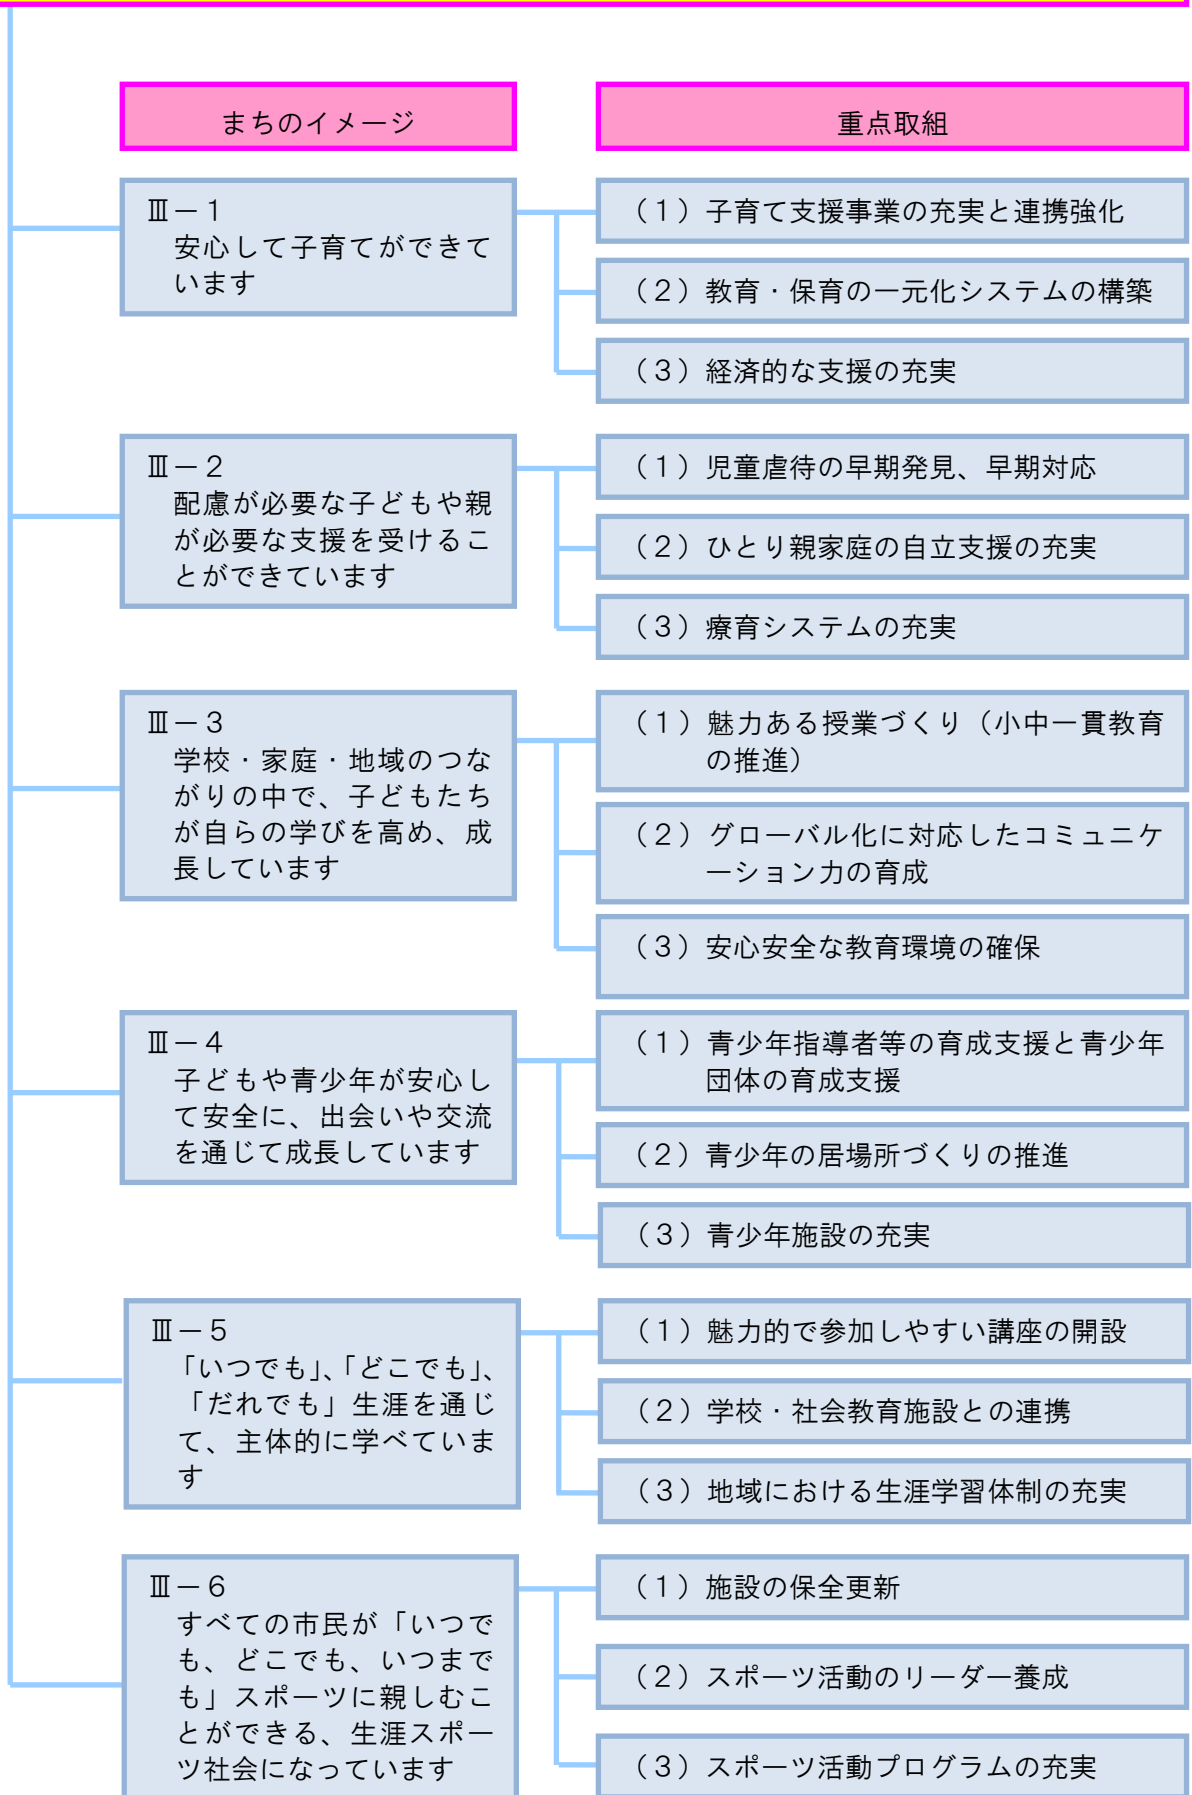 まちのイメージ
重点取組
Ⅲ－１
安心して子育てができて
います
（１）子育て支援事業の充実と連携強化
（２）教育・保育の一元化システムの構築
（３）経済的な支援の充実
Ⅲ－２
配慮が必要な子どもや親
が必要な支援を受けるこ
とができています
（１）児童虐待の早期発見、早期対応
（２）ひとり親家庭の自立支援の充実
（３）療育システムの充実
Ⅲ－３
学校・家庭・地域のつな
がりの中で、子どもたち
が自らの学びを高め、成
長しています
（１）魅力ある授業づくり（小中一貫教育
の推進）
（２）グローバル化に対応したコミュニケ
ーション力の育成
（３）安心安全な教育環境の確保
Ⅲ－４
子どもや青少年が安心し
て安全に、出会いや交流
を通じて成長しています
（１）青少年指導者等の育成支援と青少年
団体の育成支援
（２）青少年の居場所づくりの推進
（３）青少年施設の充実
Ⅲ－５
「いつでも」、「どこでも」、
「だれでも」生涯を通じ
て、主体的に学べていま
す
（１）魅力的で参加しやすい講座の開設
（２）学校・社会教育施設との連携
（３）地域における生涯学習体制の充実
Ⅲ－６
すべての市民が「いつで
も、どこでも、いつまで
も」スポーツに親しむこ
とができる、生涯スポー
ツ社会になっています
（１）施設の保全更新
（２）スポーツ活動のリーダー養成
（３）スポーツ活動プログラムの充実